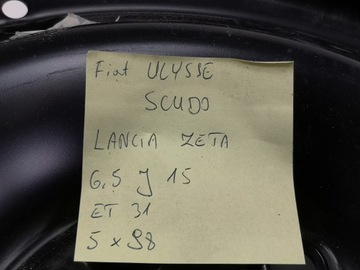 Fiat ULYSSE
SCUDO
LANCIA ZETA
6,5 J 15
ET 31
5 x 98